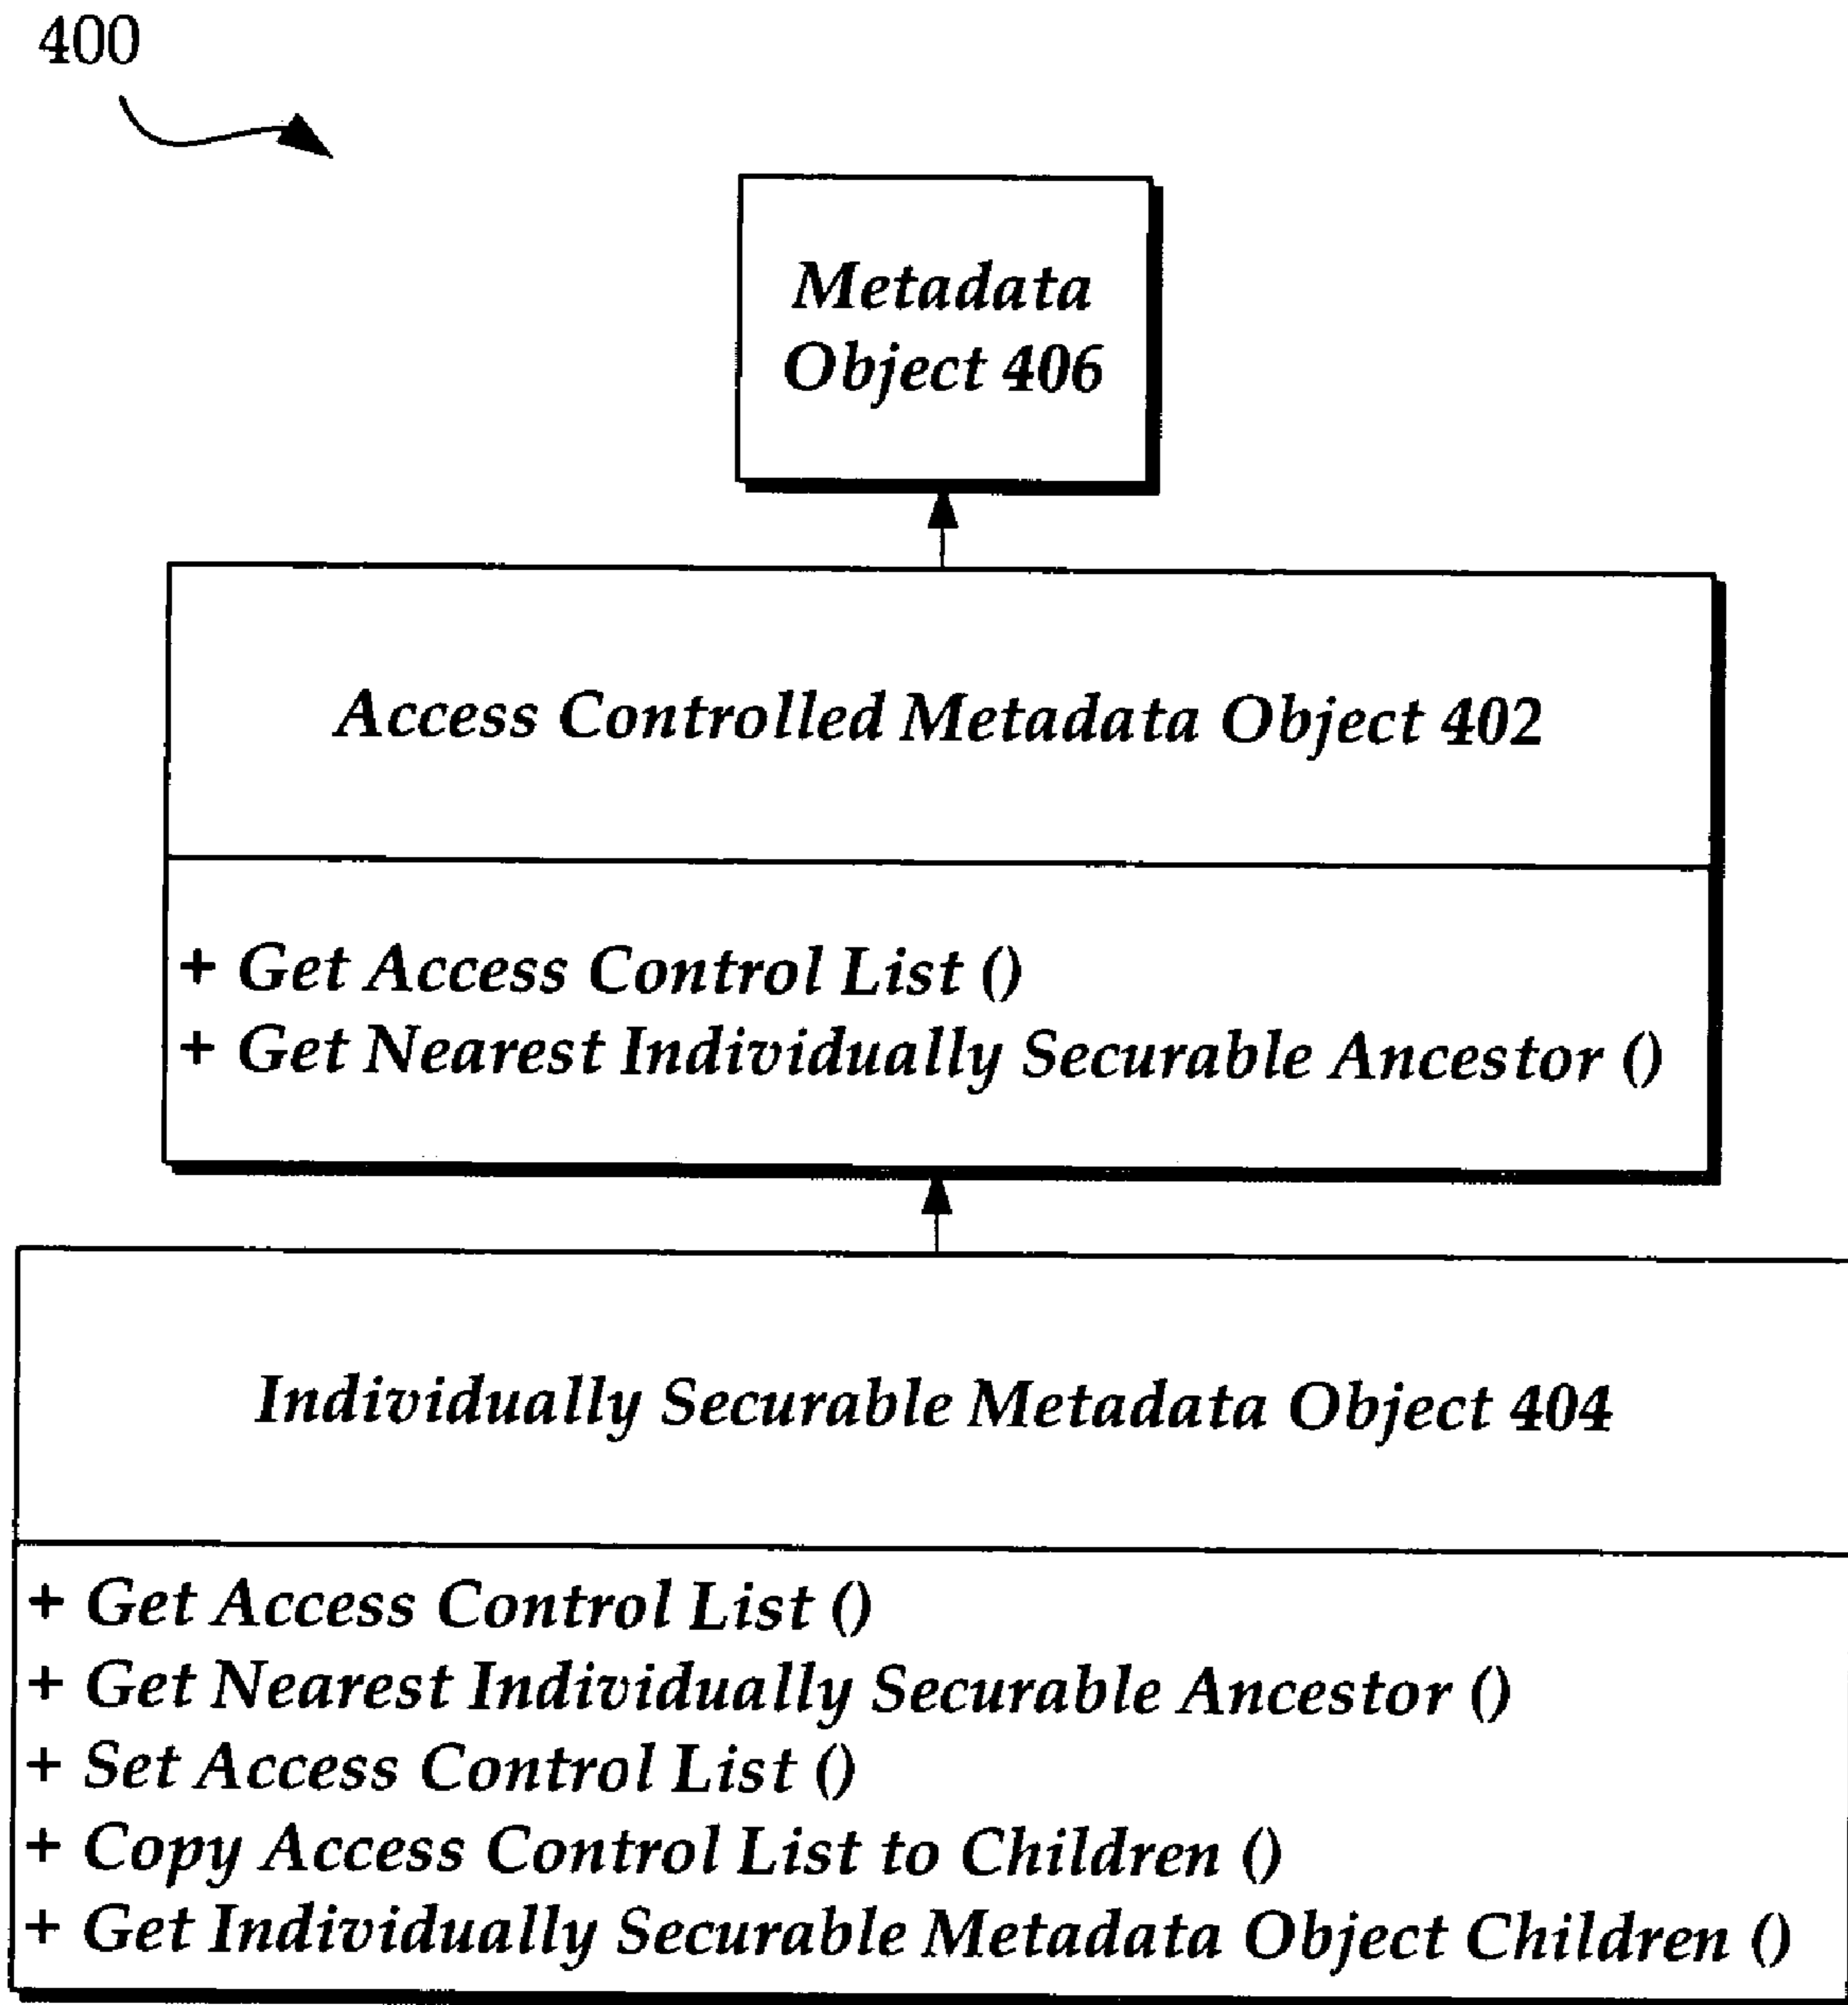 400
Metadata
Object 406
Access Controlled Metadata Object 402
+ Get Access Control List ()
+ Get Nearest Individually Securable Ancestor ()
Individually Securable Metadata Object 404
+ Get Access Control List ()
+ Get Nearest Individually Securable Ancestor ()
+ Set Access Control List ()
+ Copy Access Control List to Children ()
+ Get Individually Securable Metadata Object Children ()